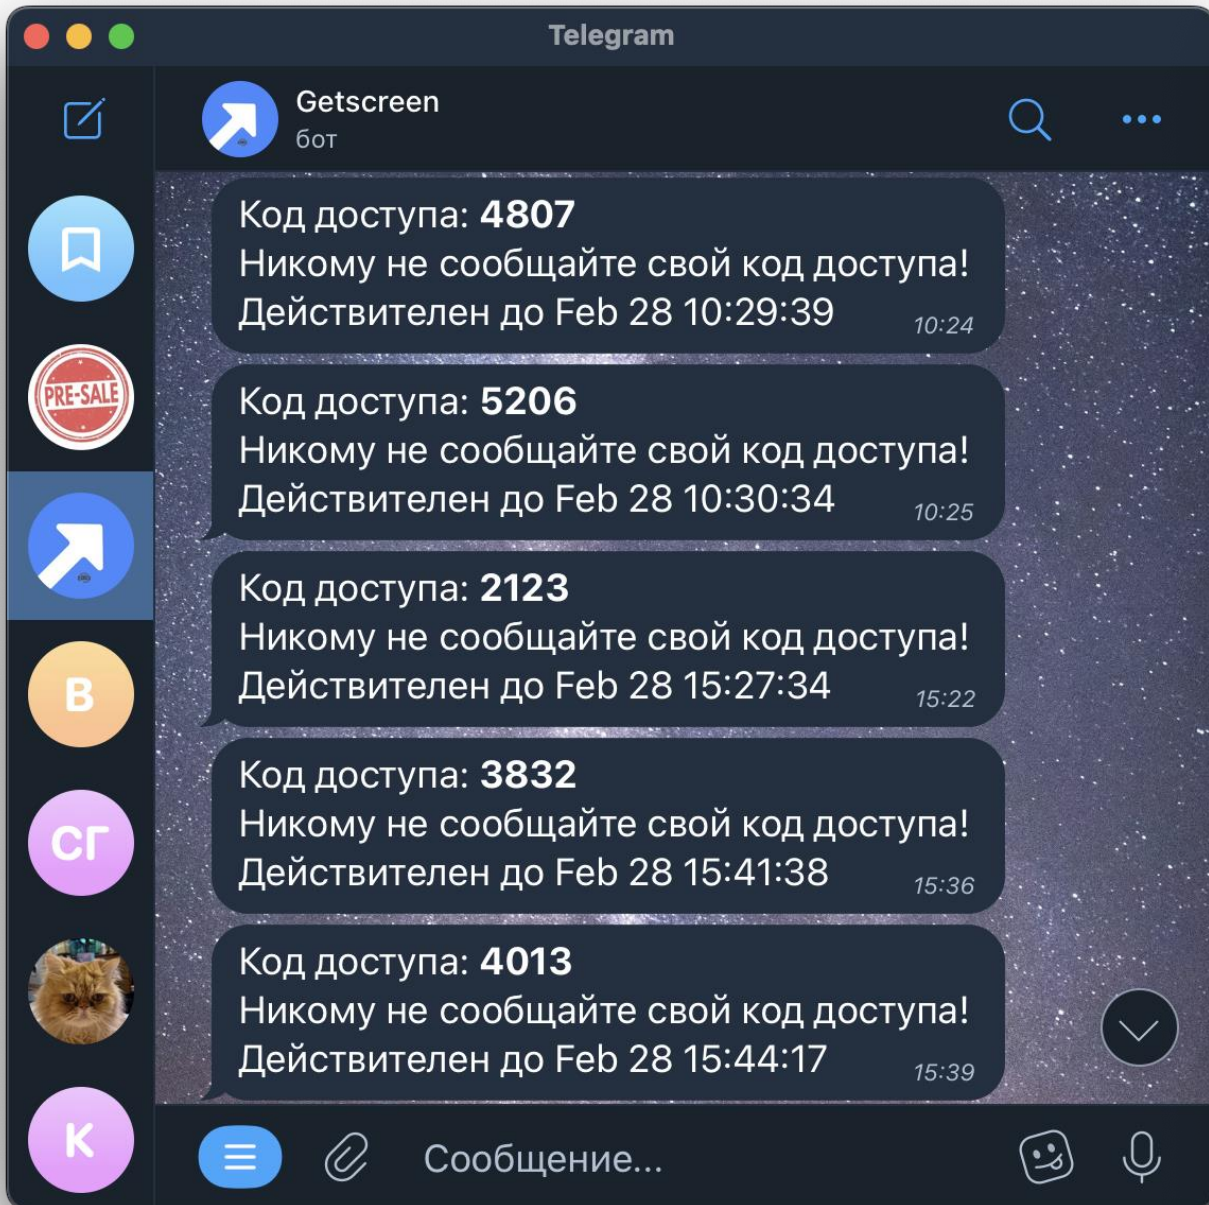 Telegram
Getscreen
бот
Код доступа: 4807
Никому не сообщайте свой код доступа!
Действителен до Feb 28 10:29:39 10:24
PRE-SALE
Код доступа: 5206
Никому не сообщайте свой код доступа!
Действителен до Feb 28 10:30:34 10:25
Код доступа: 2123
Никому не сообщайте свой код доступа!
Действителен до Feb 28 15:27:34 15:22
В
Код доступа: 3832
Никому не сообщайте свой код доступа!
Действителен до Feb 28 15:41:38 15:36
СГ
Код доступа: 4013
Никому не сообщайте свой код доступа!
Действителен до Feb 28 15:44:17 15:39
К
Сообщение...